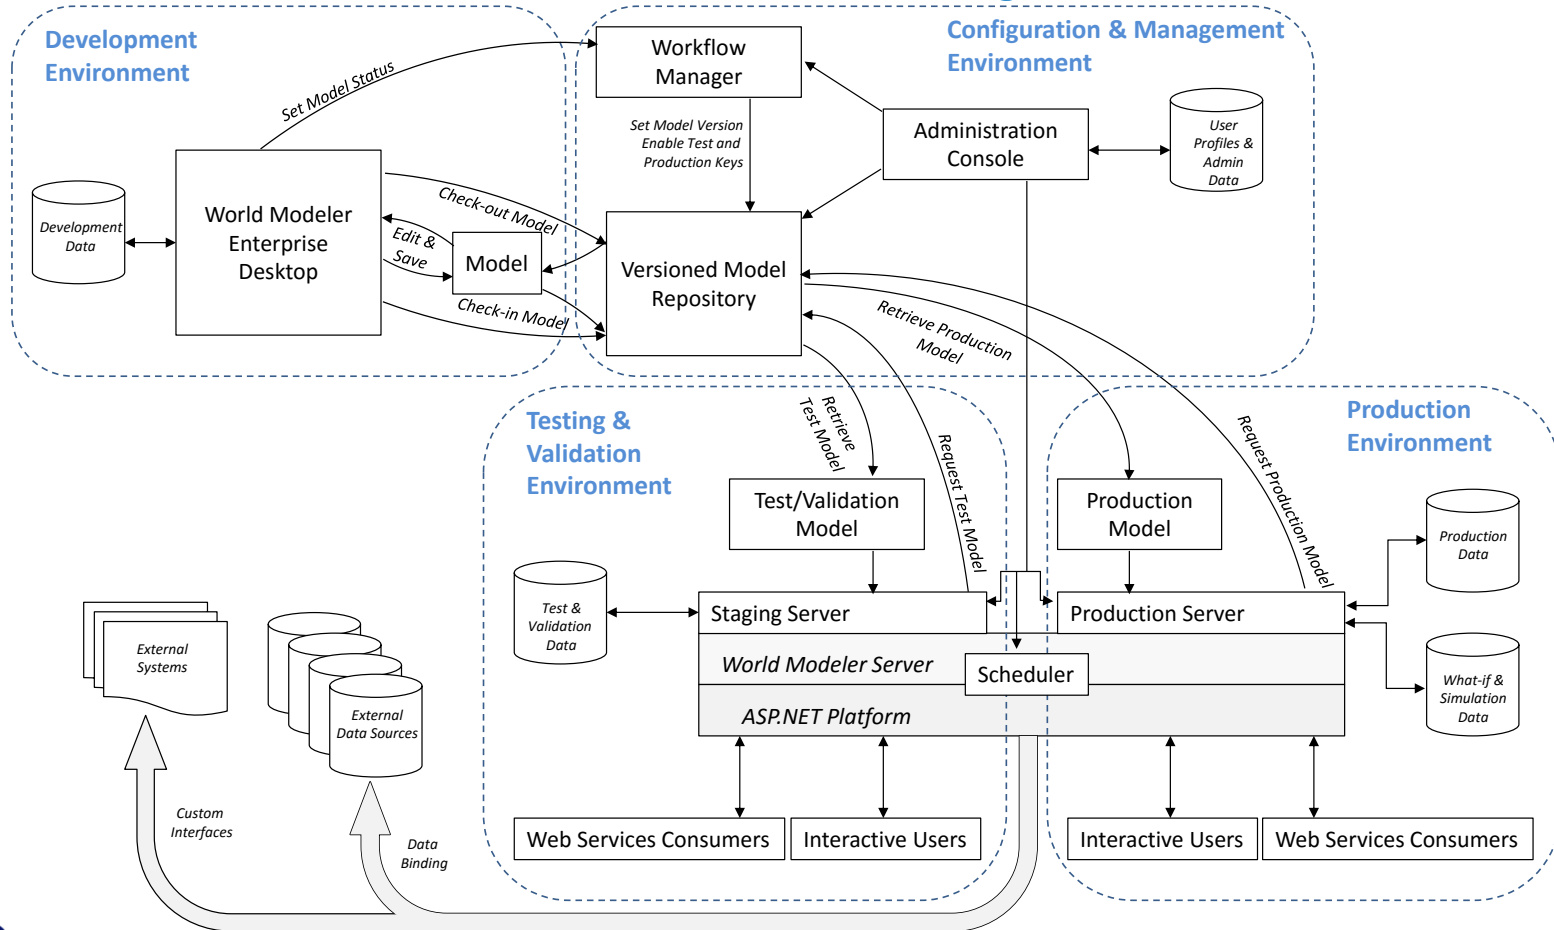 Development
Environment
Configuration & Management
Environment
Workflow
Manager
Set Model Status
Set Model Version
Enable Test and
Production Keys
Administration
Console
User
Profiles &
Admin
Data
Development
Data
World Modeler
Enterprise
Desktop
Check-out Model
Edit &
Save
Model
Check-in Model
Versioned Model
Repository
Retrieve Production
Model
Testing &
Validation
Environment
Retrieve
Test Model
Request Test Model
Request Production Model
Production
Environment
Test/Validation
Model
Production
Model
Production
Data
Test &
Validation
Data
Staging Server
Production Server
World Modeler Server
Scheduler
ASP.NET Platform
What-if &
Simulation
Data
External
Systems
External
Data Sources
Custom
Interfaces
Data
Binding
Web Services Consumers
Interactive Users
Interactive Users
Web Services Consumers